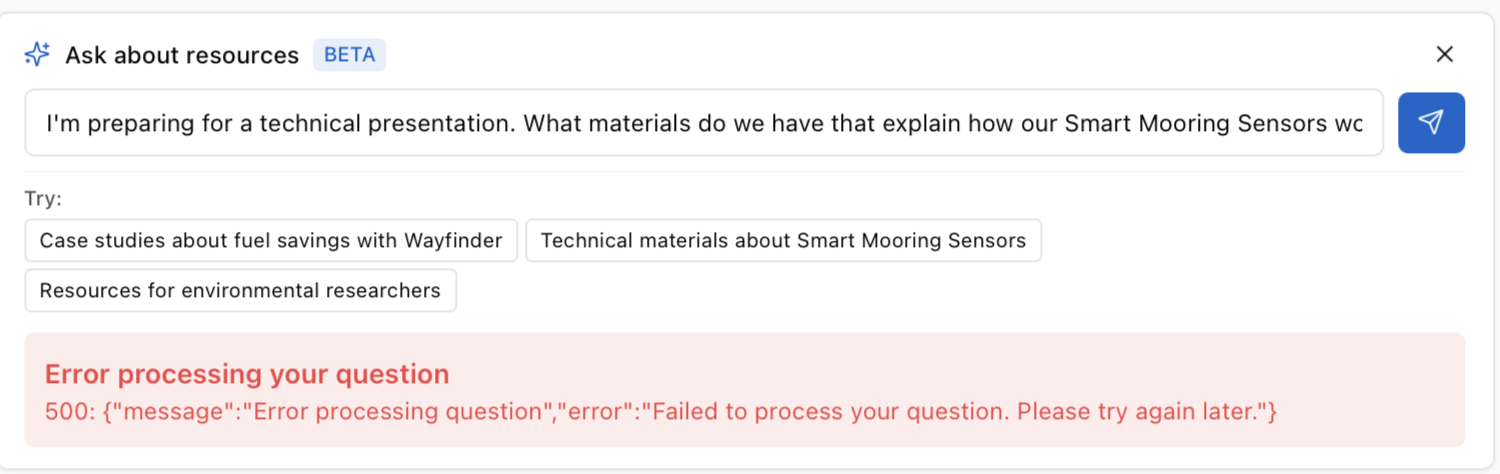 Ask about resources BETA
I'm preparing for a technical presentation. What materials do we have that explain how our Smart Mooring Sensors wo
Try:
Case studies about fuel savings with Wayfinder Technical materials about Smart Mooring Sensors
Resources for environmental researchers
Error processing your question
500: {"message":"Error processing question","error":"Failed to process your question. Please try again later."}